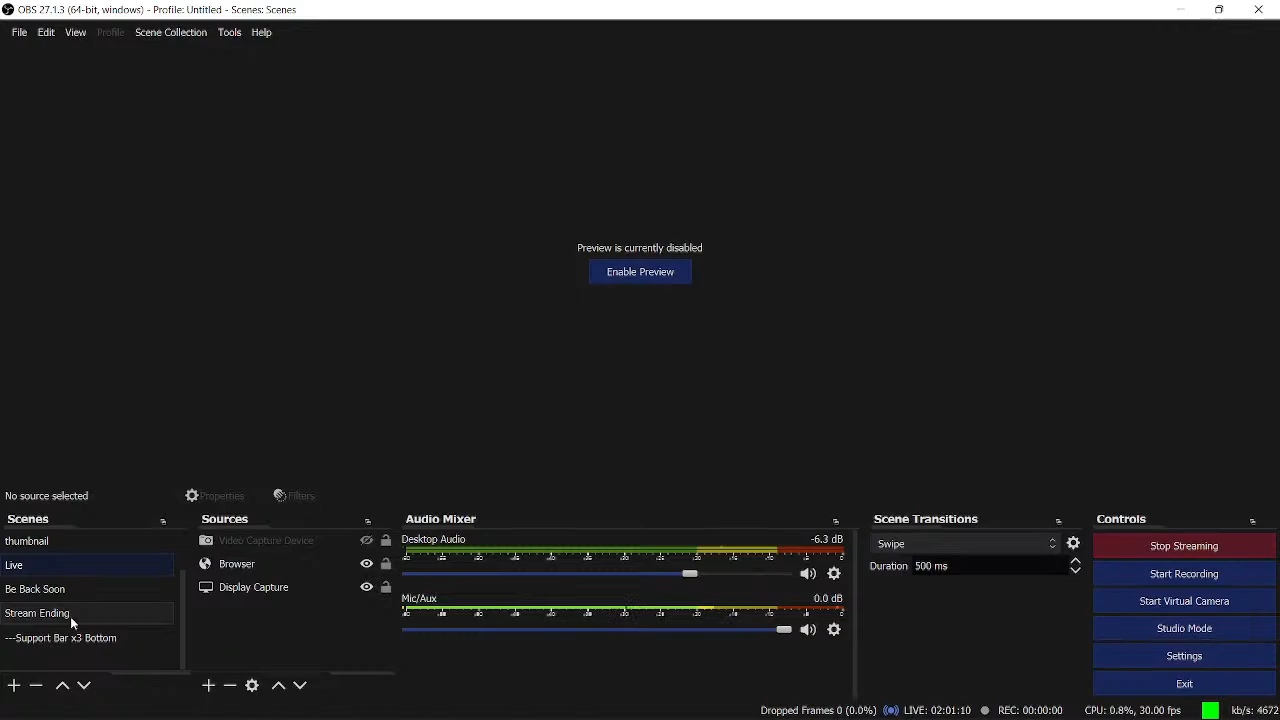 OBS 27.1.3 (64-bit, windows) - Profile: Untitled - Scenes: Scenes
File Edit View Profile Scene Collection Tools Help
Preview is currently disabled
Enable Preview
No source selected Properties Filters
Scenes
thumbnail
Live
Be Back Soon
Stream Ending
---Support Bar x3 Bottom
Sources
Video Capture Device
Browser
Display Capture
Audio Mixer
Desktop Audio -6.3 dB
Mic/Aux 0.0 dB
Scene Transitions
Swipe
Duration 500 ms
Controls
Stop Streaming
Start Recording
Start Virtual Camera
Studio Mode
Settings
Exit
Dropped Frames 0 (0.0%) LIVE: 02:01:10 REC: 00:00:00 CPU: 0.8%, 30.00 fps kb/s: 4672